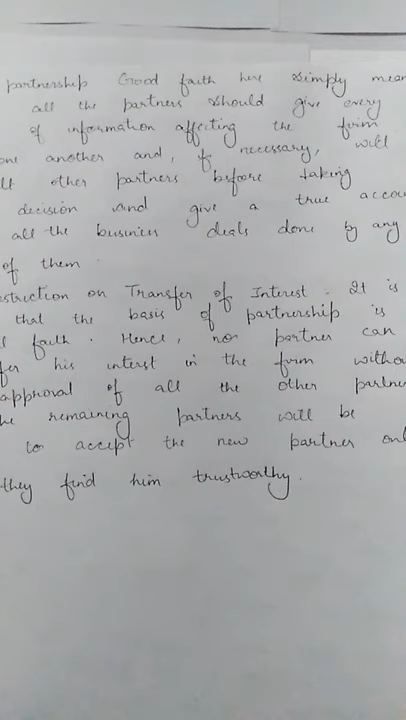 partnership Good faith here simply mean
all the partners should give every
of information affecting the firm
one another and, if necessary, will
other partners before taking
decision and give a true accou
all the business deals done by any
of them.
estruction on Transfer of Interest. It is
that the basis of partnership is
faith. Hence, no partner can
fer his interst in the firm withou
approval of all the other partne
he remaining partners will be
to accept the new partner onl
they find him trustworthy.